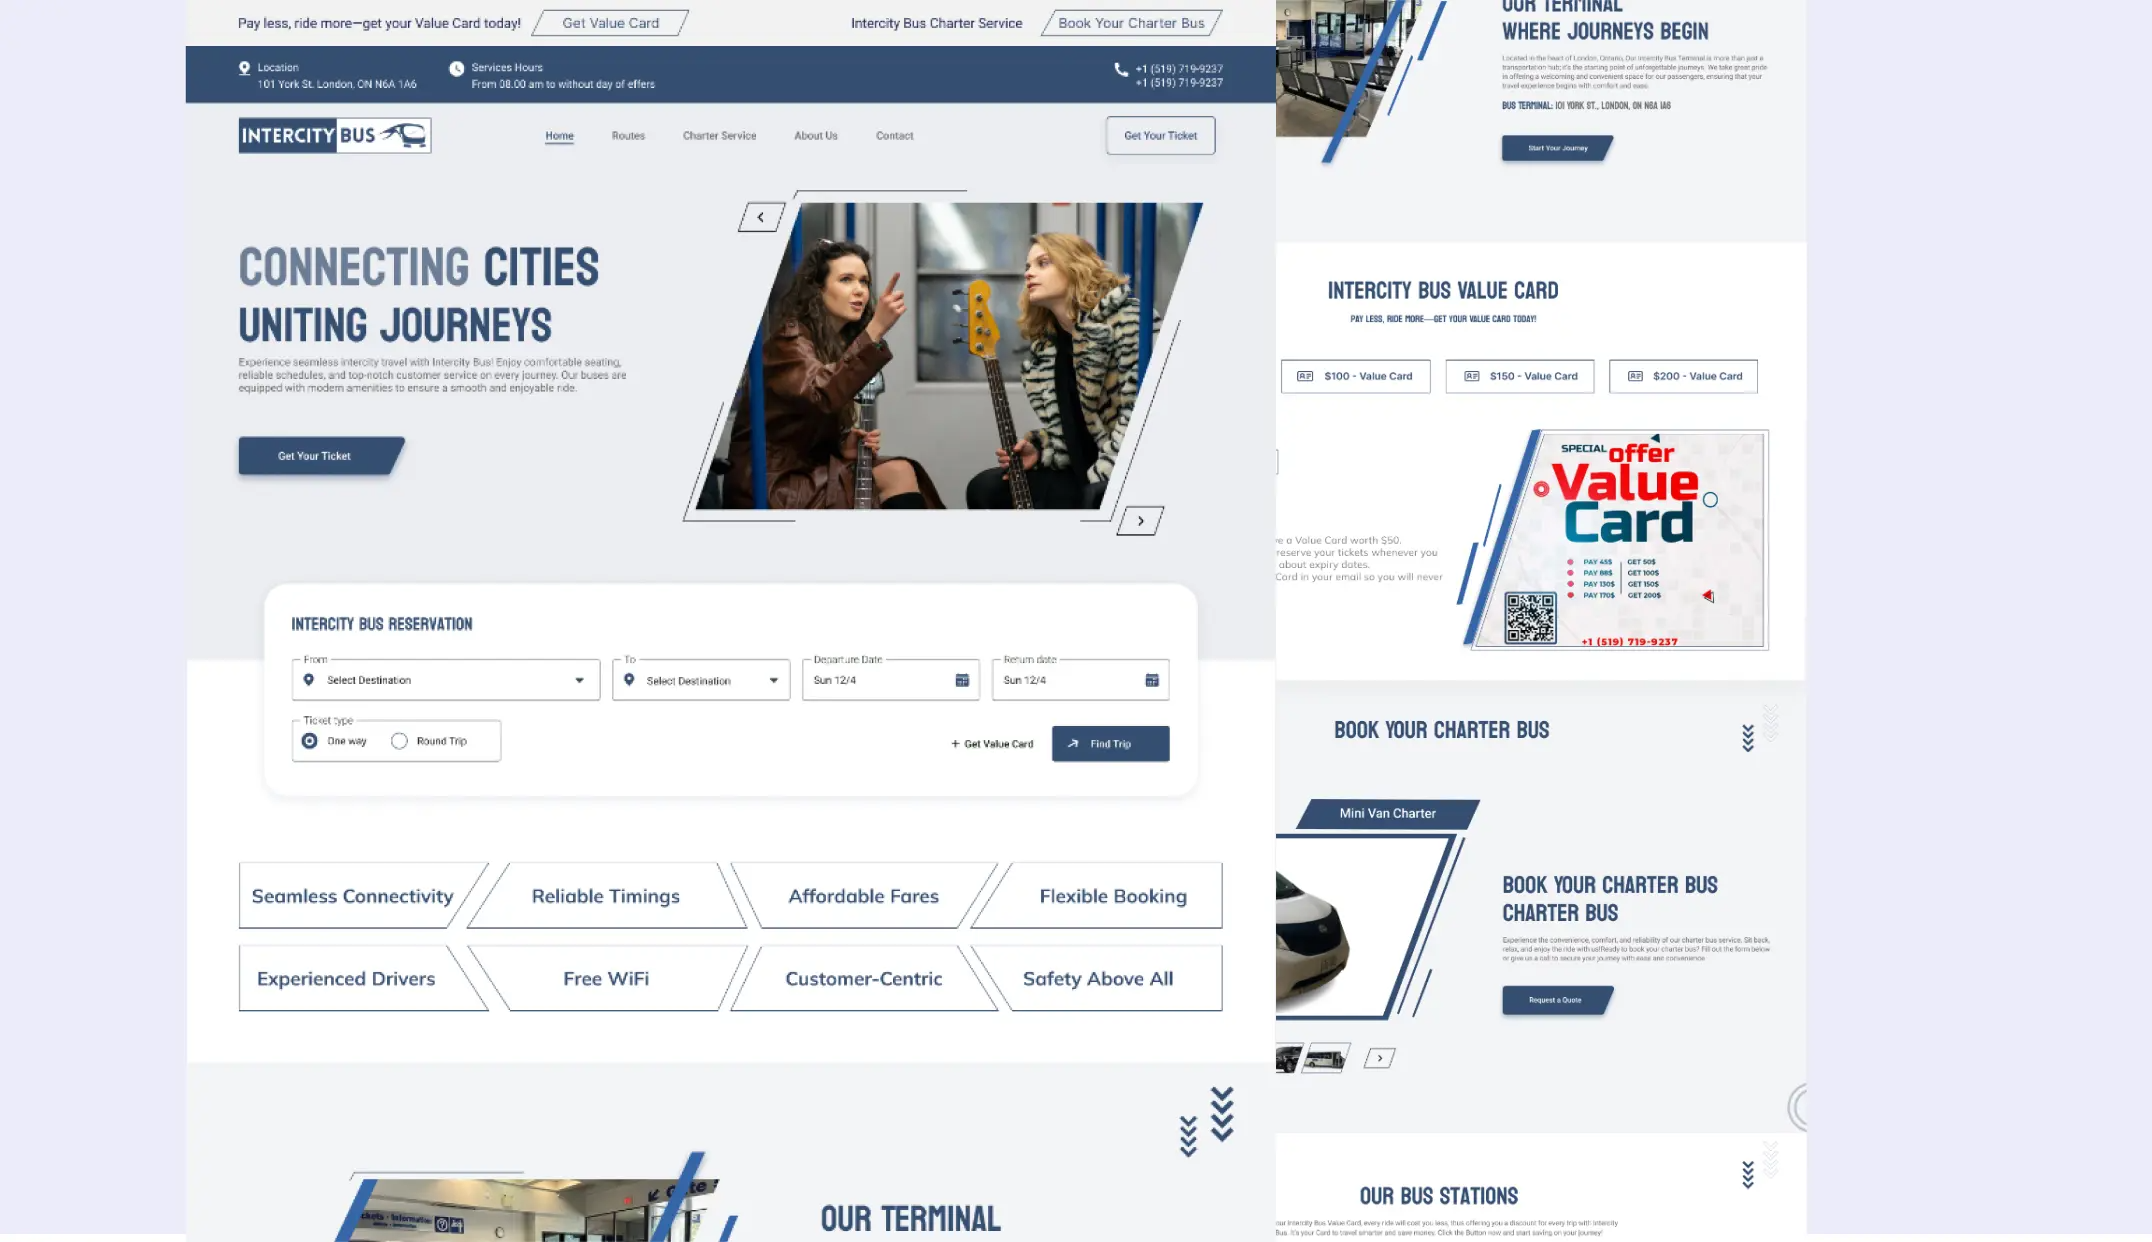 Pay less, ride more—get your Value Card today!
Get Value Card
Intercity Bus Charter Service
Book Your Charter Bus
Location
101 York St. London, ON N6A 1A6
Services Hours
From 08.00 am to without day of effers
+1 (519) 719-9237
+1 (519) 719-9237
INTERCITY BUS
Home
Routes
Charter Service
About Us
Contact
Get Your Ticket
CONNECTING CITIES
UNITING JOURNEYS
Experience seamless intercity travel with Intercity Bus! Enjoy comfortable seating,
reliable schedules, and top-notch customer service on every journey. Our buses are
equipped with modern amenities to ensure a smooth and enjoyable ride.
Get Your Ticket
INTERCITY BUS RESERVATION
From
Select Destination
To
Select Destination
Departure Date
Sun 12/4
Return date
Sun 12/4
Ticket type
One way
Round Trip
+ Get Value Card
Find Trip
Seamless Connectivity
Reliable Timings
Affordable Fares
Flexible Booking
Experienced Drivers
Free WiFi
Customer-Centric
Safety Above All
OUR TERMINAL
OUR TERMINAL
WHERE JOURNEYS BEGIN
Located in the heart of London, Ontario, Our Intercity Bus Terminal is more than just a
transportation hub; it's the starting point of unforgettable journeys. We take great pride
in offering a welcoming and convenient space for our passengers, ensuring that your
travel experience begins with comfort and ease.
BUS TERMINAL: 101 YORK ST., LONDON, ON N6A 1A6
Start Your Journey
INTERCITY BUS VALUE CARD
PAY LESS, RIDE MORE—GET YOUR VALUE CARD TODAY!
$100 - Value Card
$150 - Value Card
$200 - Value Card
a Value Card worth $50.
reserve your tickets whenever you
about expiry dates.
Card in your email so you will never
SPECIAL offer
Value
Card
PAY 45$ GET 50$
PAY 88$ GET 100$
PAY 130$ GET 150$
PAY 170$ GET 200$
+1 (519) 719-9237
BOOK YOUR CHARTER BUS
Mini Van Charter
BOOK YOUR CHARTER BUS
CHARTER BUS
Experience the convenience, comfort, and reliability of our charter bus service. Sit back,
relax, and enjoy the ride with us!Ready to book your charter bus? Fill out the form below
or give us a call to secure your journey with ease and convenience.
Request a Quote
OUR BUS STATIONS
Intercity Bus Value Card, every ride will cost you less, thus offering you a discount for every trip with Intercity
Bus. It's your Card to travel smarter and save money. Click the Button now and start saving on your journey!